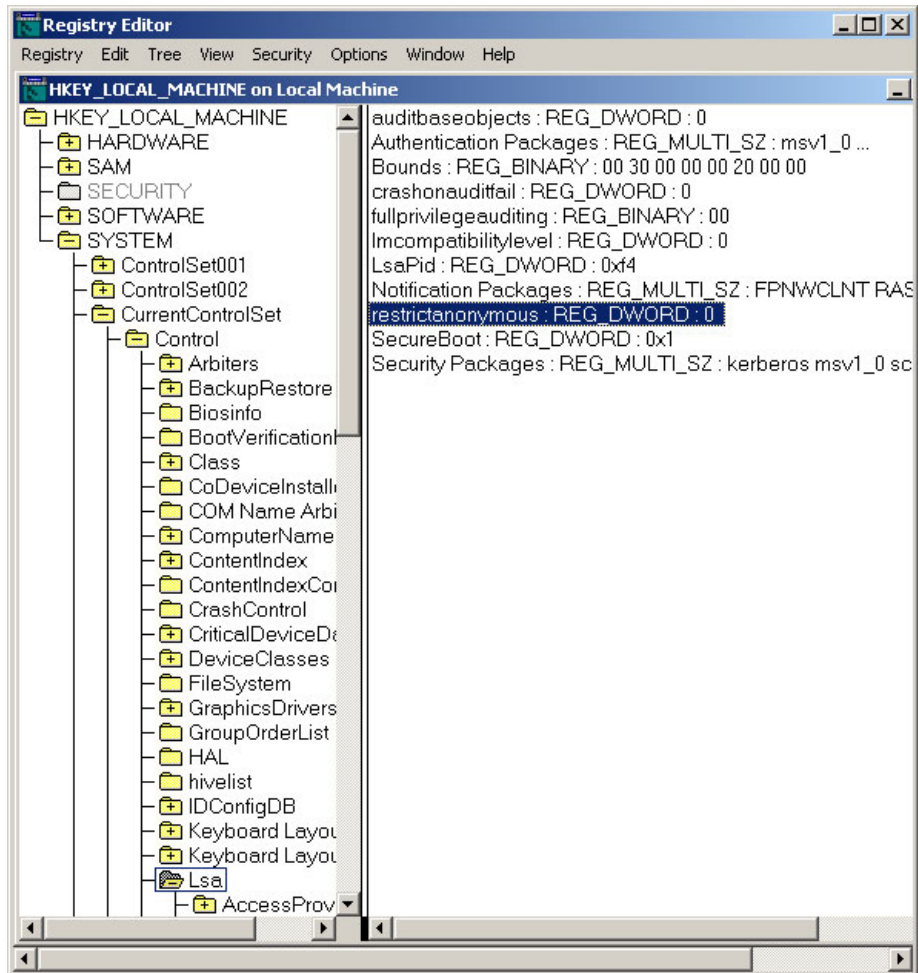 Registry Editor
Registry Edit Tree View Security Options Window Help
HKEY_LOCAL_MACHINE on Local Machine
HKEY_LOCAL_MACHINE
HARDWARE
SAM
SECURITY
SOFTWARE
SYSTEM
ControlSet001
ControlSet002
CurrentControlSet
Control
Arbiters
BackupRestore
Biosinfo
BootVerification
Class
CoDeviceInstall
COM Name Arbi
ComputerName
ContentIndex
ContentIndexCo
CrashControl
CriticalDeviceDa
DeviceClasses
FileSystem
GraphicsDrivers
GroupOrderList
HAL
hivelist
IDConfigDB
Keyboard Layou
Keyboard Layou
Lsa
AccessProv
auditbaseobjects : REG_DWORD : 0
Authentication Packages : REG_MULTI_SZ : msv1_0 ...
Bounds : REG_BINARY : 00 30 00 00 00 20 00 00
crashonauditfail : REG_DWORD : 0
fullprivilegeauditing : REG_BINARY : 00
lmcompatibilitylevel : REG_DWORD : 0
LsaPid : REG_DWORD : 0xf4
Notification Packages : REG_MULTI_SZ : FPNWCLNT RAS
restrictanonymous : REG_DWORD : 0
SecureBoot : REG_DWORD : 0x1
Security Packages : REG_MULTI_SZ : kerberos msv1_0 sc